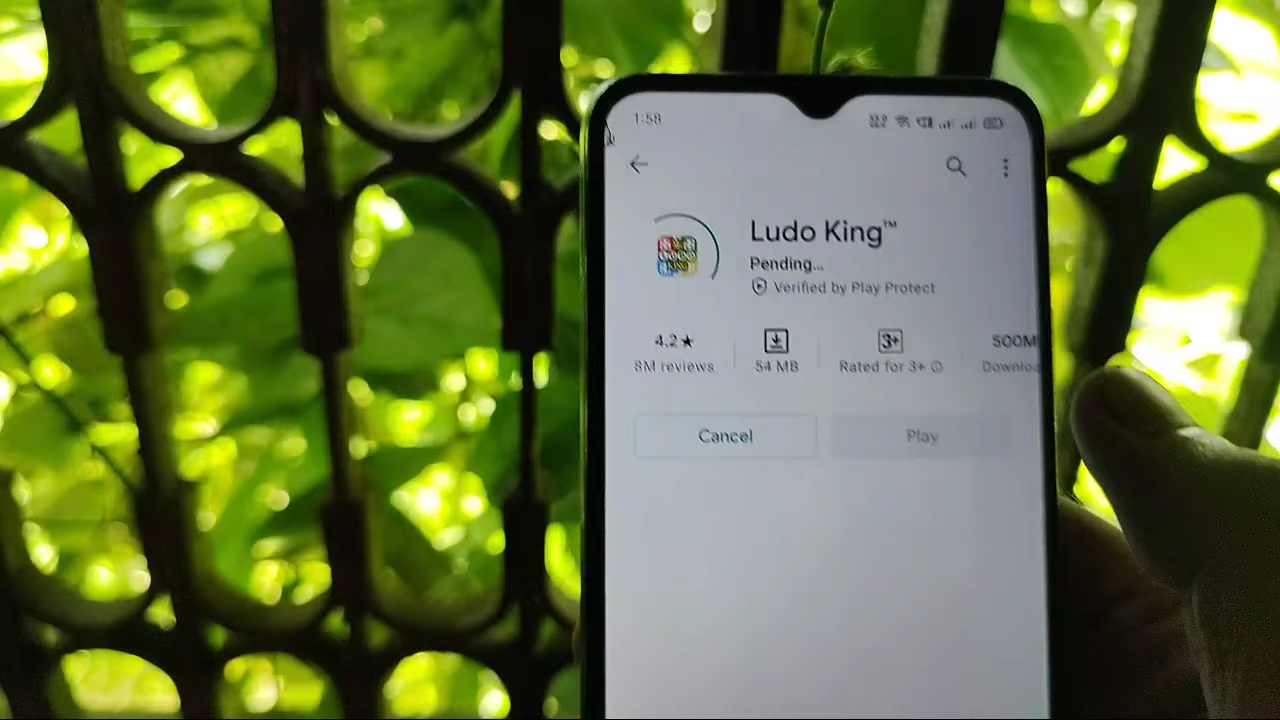 1:58
Ludo King™
Pending...
Verified by Play Protect
4.2★
8M reviews
54 MB
3+
Rated for 3+
500M
Downloa
Cancel
Play